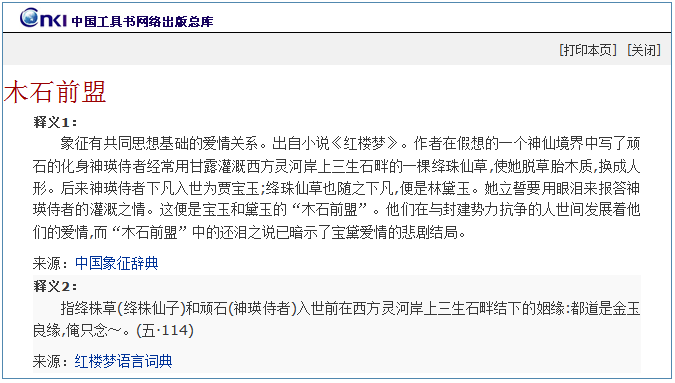 cnki 中国工具书网络出版总库
[打印本页] [关闭]
木石前盟
释义1：
象征有共同思想基础的爱情关系。出自小说《红楼梦》。作者在假想的一个神仙境界中写了顽
石的化身神瑛侍者经常用甘露灌溉西方灵河岸上三生石畔的一棵绛珠仙草,使她脱草胎木质,换成人
形。后来神瑛侍者下凡入世为贾宝玉;绛珠仙草也随之下凡,便是林黛玉。她立誓要用眼泪来报答神
瑛侍者的灌溉之情。这便是宝玉和黛玉的“木石前盟”。他们在与封建势力抗争的人世间发展着他
们的爱情,而“木石前盟”中的还泪之说已暗示了宝黛爱情的悲剧结局。
来源：中国象征辞典
释义2：
指绛株草(绛株仙子)和顽石(神瑛侍者)入世前在西方灵河岸上三生石畔结下的姻缘:都道是金玉
良缘,俺只念～。(五·114)
来源：红楼梦语言词典